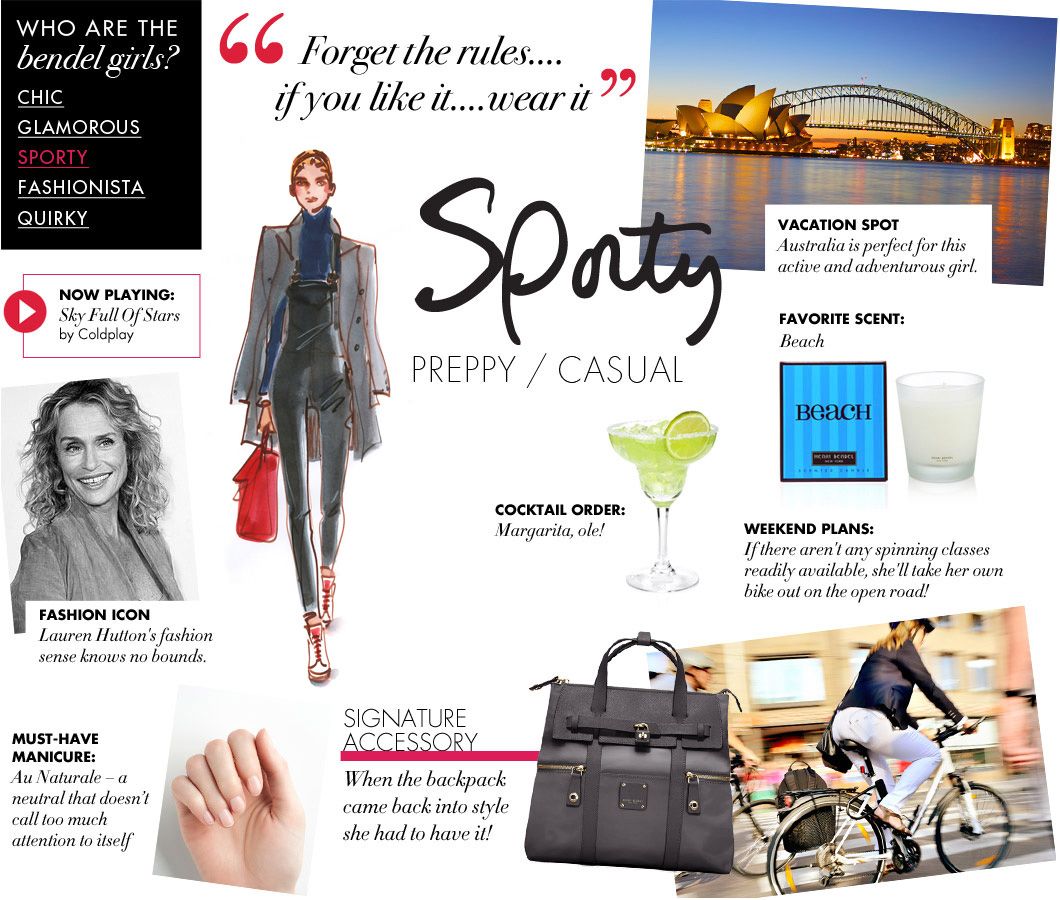 WHO ARE THE
bendel girls?
CHIC
GLAMOROUS
SPORTY
FASHIONISTA
QUIRKY
“Forget the rules....
if you like it....wear it”
Sporty
PREPPY / CASUAL
VACATION SPOT
Australia is perfect for this
active and adventurous girl.
NOW PLAYING:
Sky Full Of Stars
by Coldplay
FAVORITE SCENT:
Beach
BEACH
HENRI BENDEL
NEW YORK
SCENTED CANDLE
HENRI BENDEL
COCKTAIL ORDER:
Margarita, ole!
WEEKEND PLANS:
If there aren't any spinning classes
readily available, she'll take her own
bike out on the open road!
FASHION ICON
Lauren Hutton's fashion
sense knows no bounds.
MUST-HAVE
MANICURE:
Au Naturale – a
neutral that doesn't
call too much
attention to itself
SIGNATURE
ACCESSORY
When the backpack
came back into style
she had to have it!